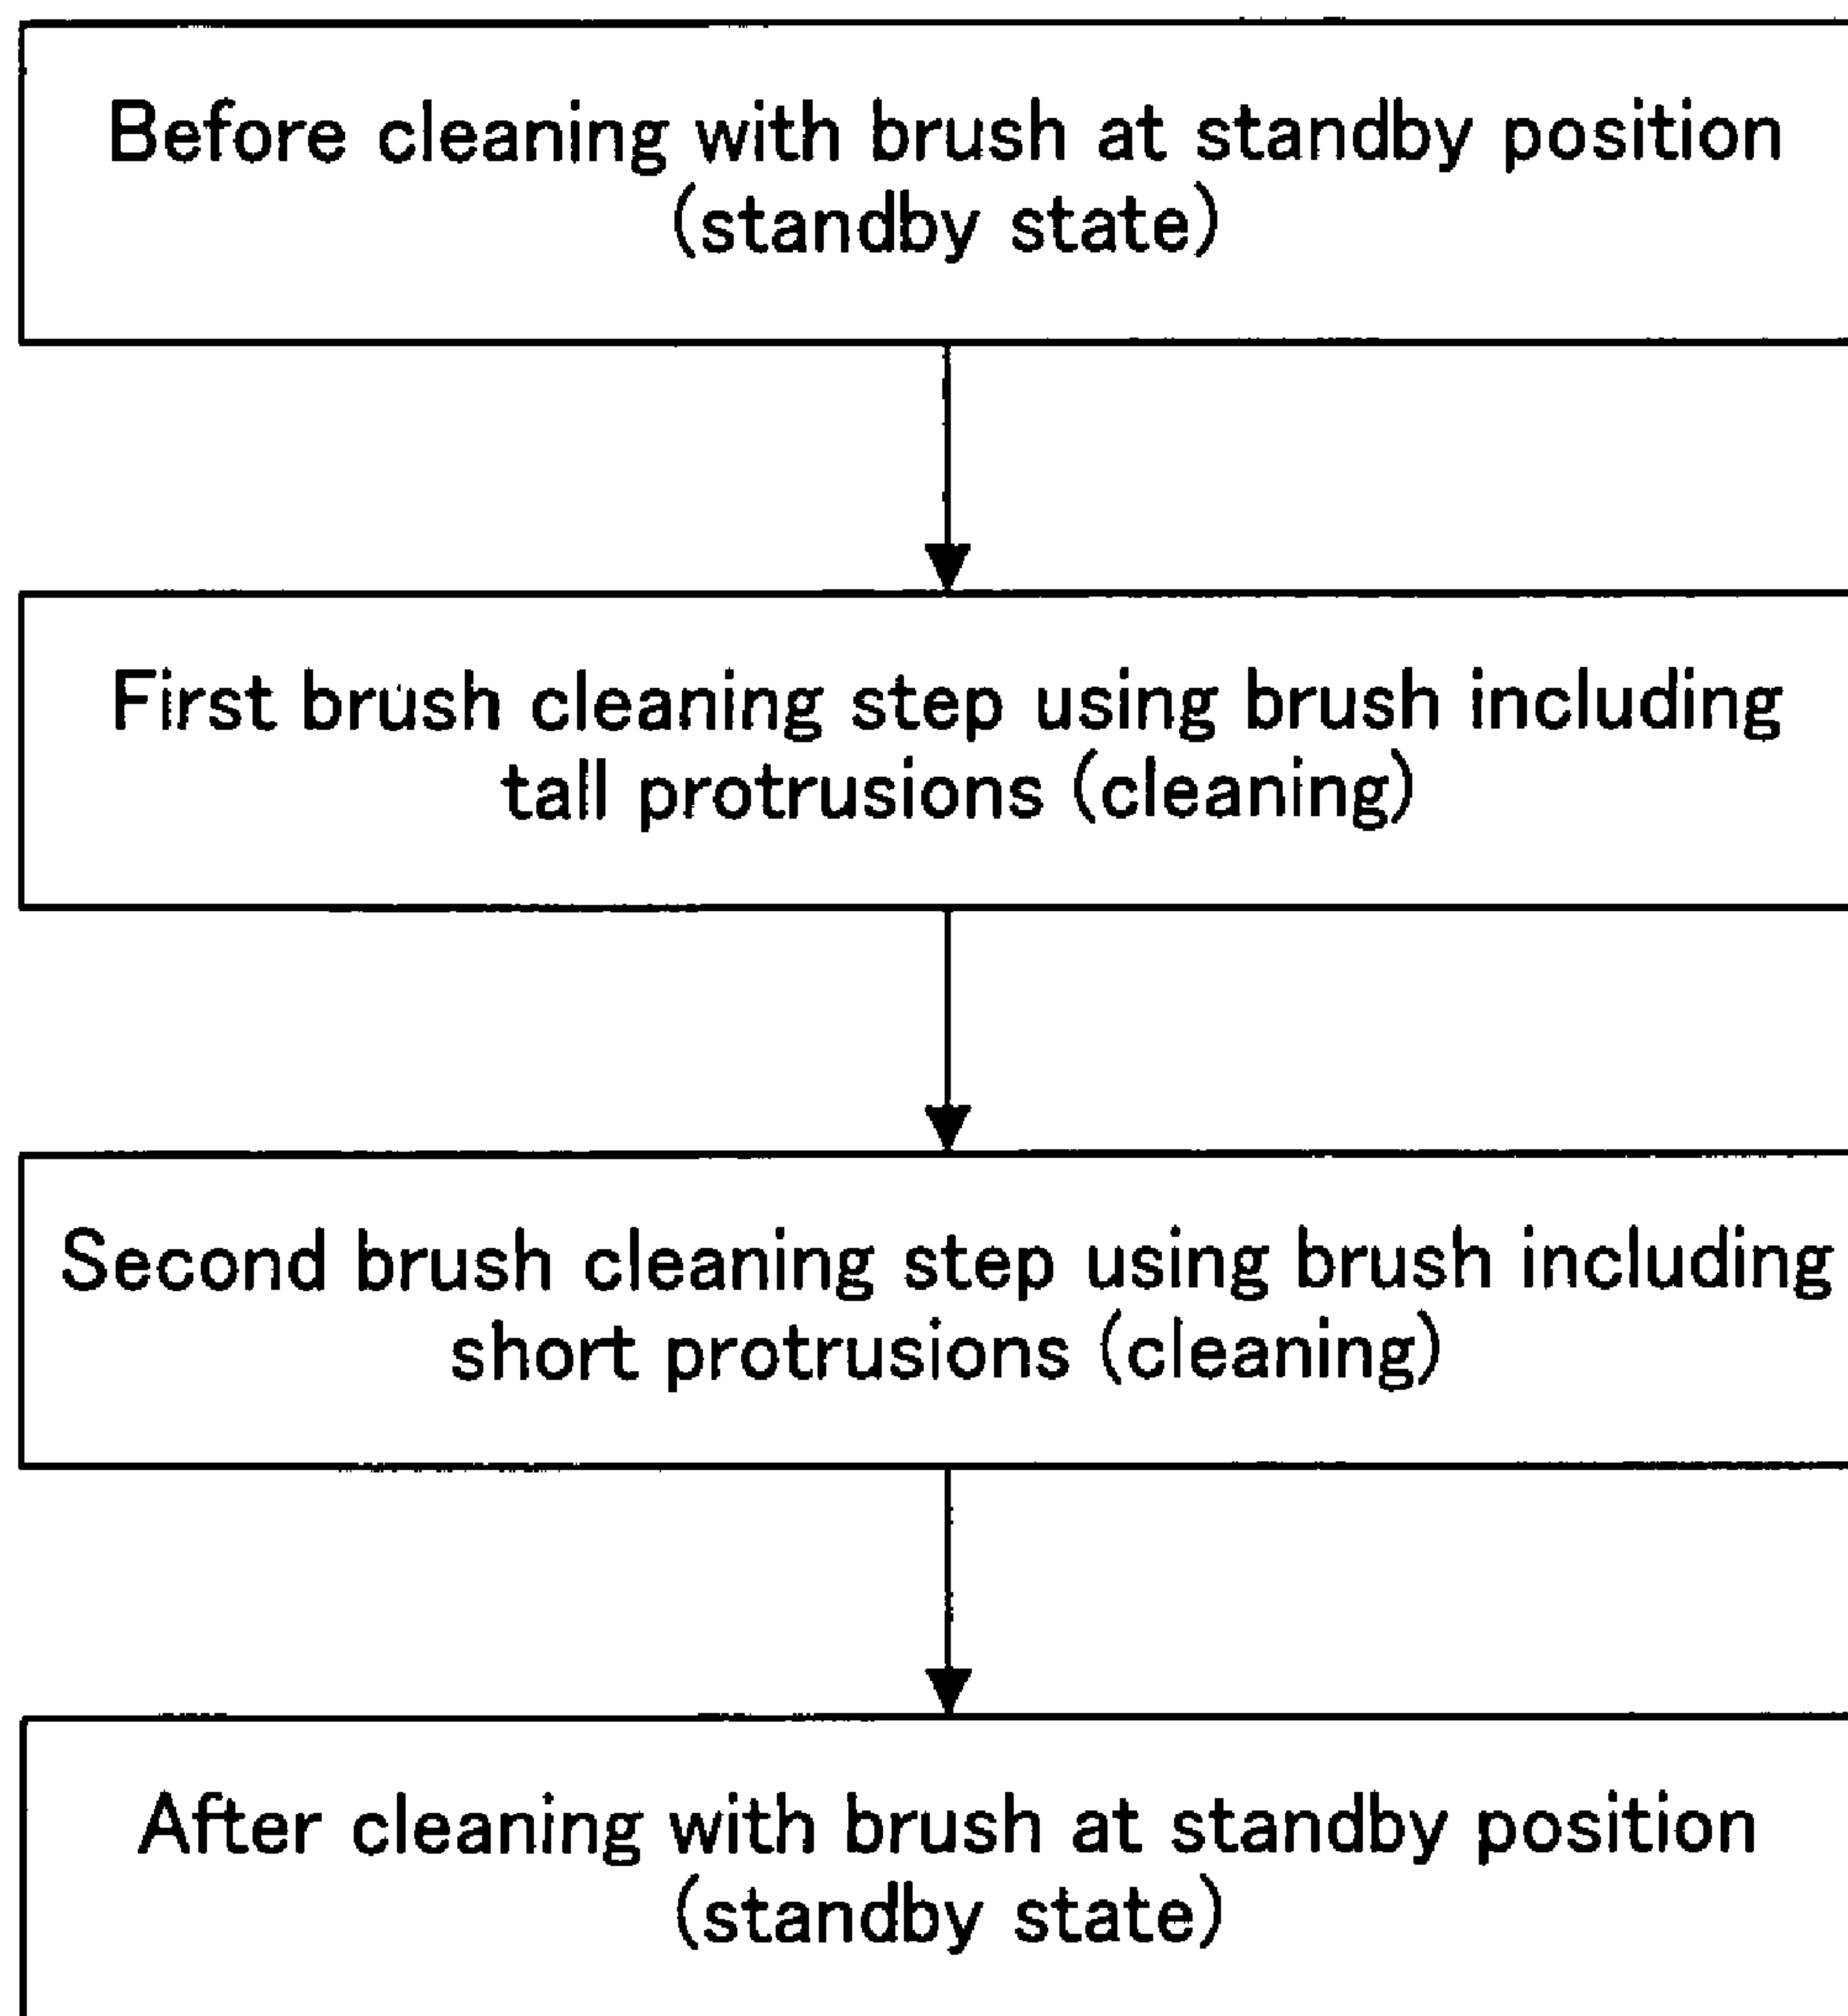 Before cleaning with brush at standby position
(standby state)
First brush cleaning step using brush including
tall protrusions (cleaning)
Second brush cleaning step using brush including
short protrusions (cleaning)
After cleaning with brush at standby position
(standby state)